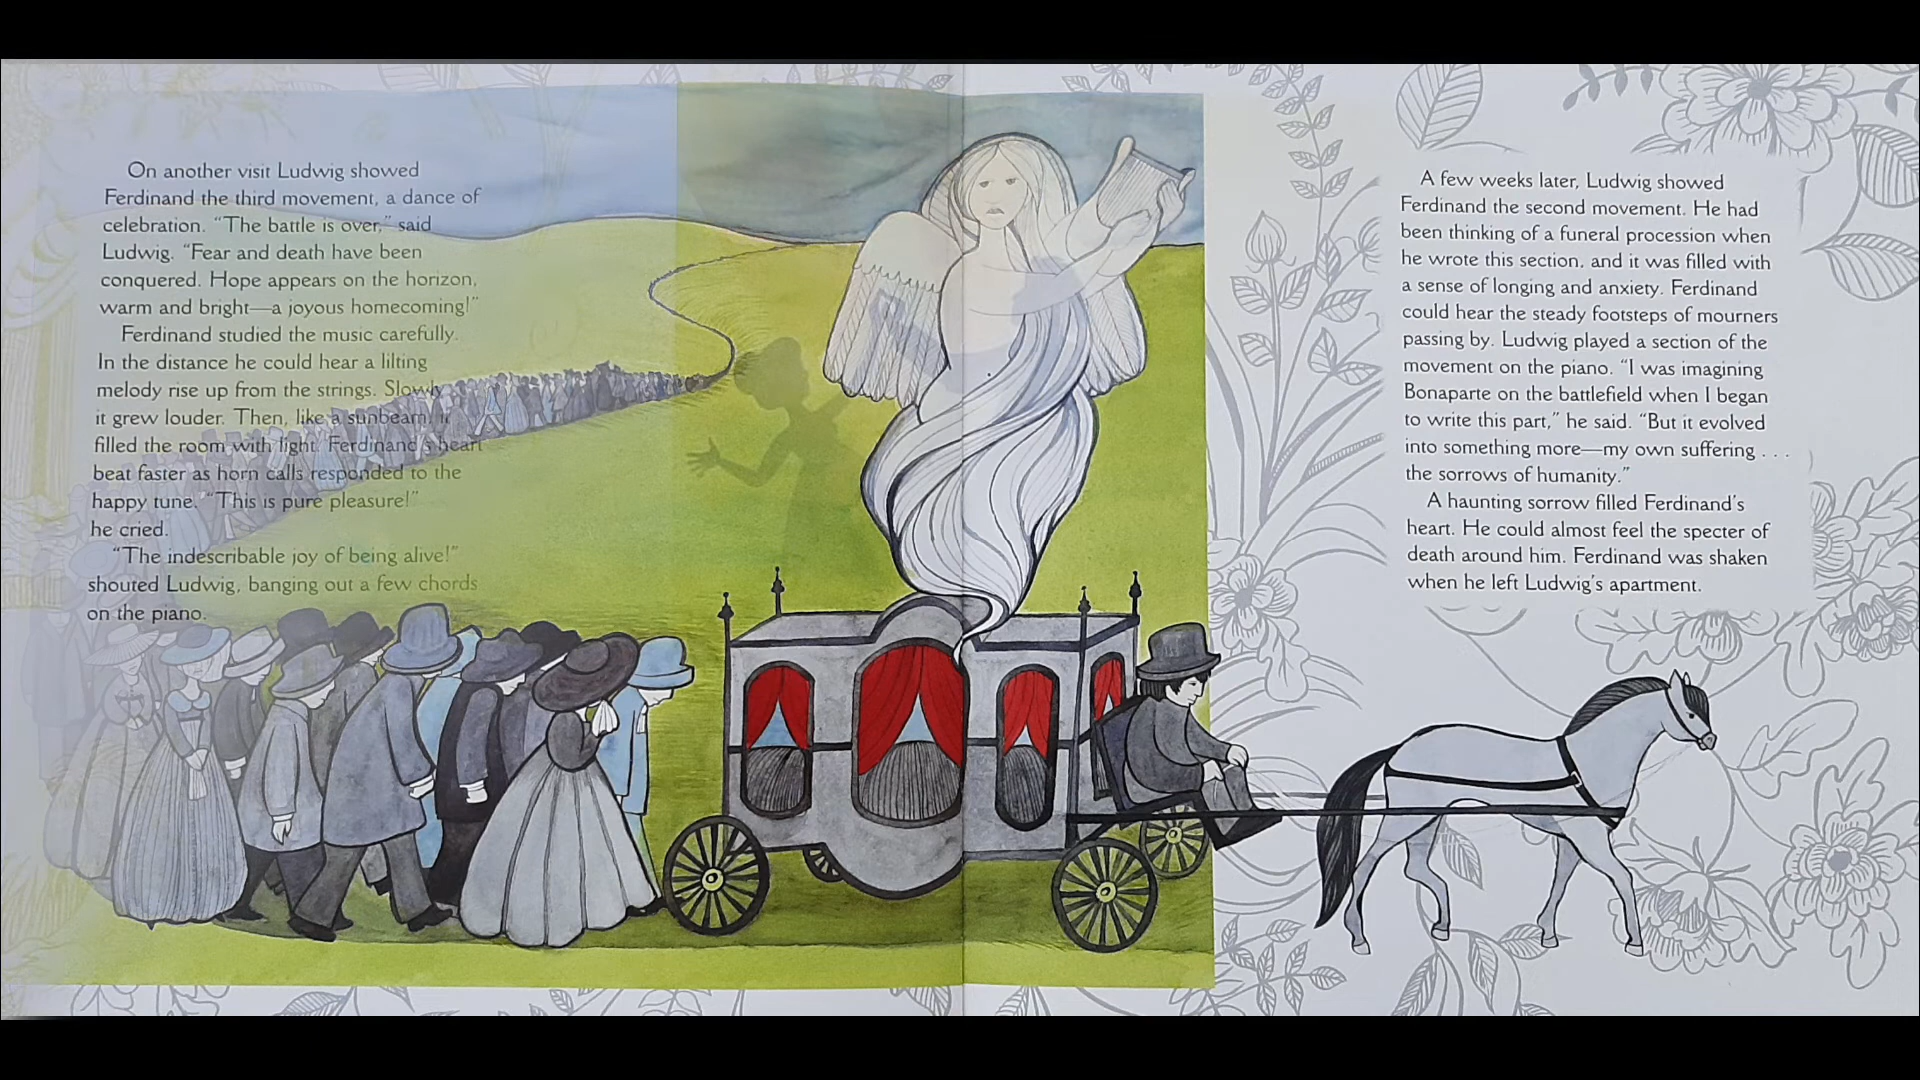 On another visit Ludwig showed
Ferdinand the third movement, a dance of
celebration. “The battle is over,” said
Ludwig. “Fear and death have been
conquered. Hope appears on the horizon,
warm and bright—a joyous homecoming!”
Ferdinand studied the music carefully.
In the distance he could hear a lilting
melody rise up from the strings. Slowly
it grew louder. Then, like a sunbeam, it
filled the room with light. Ferdinand’s heart
beat faster as horn calls responded to the
happy tune. “This is pure pleasure!”
he cried.
“The indescribable joy of being alive!”
shouted Ludwig, banging out a few chords
on the piano.
A few weeks later, Ludwig showed
Ferdinand the second movement. He had
been thinking of a funeral procession when
he wrote this section, and it was filled with
a sense of longing and anxiety. Ferdinand
could hear the steady footsteps of mourners
passing by. Ludwig played a section of the
movement on the piano. “I was imagining
Bonaparte on the battlefield when I began
to write this part,” he said. “But it evolved
into something more—my own suffering . . .
the sorrows of humanity.”
A haunting sorrow filled Ferdinand’s
heart. He could almost feel the specter of
death around him. Ferdinand was shaken
when he left Ludwig’s apartment.